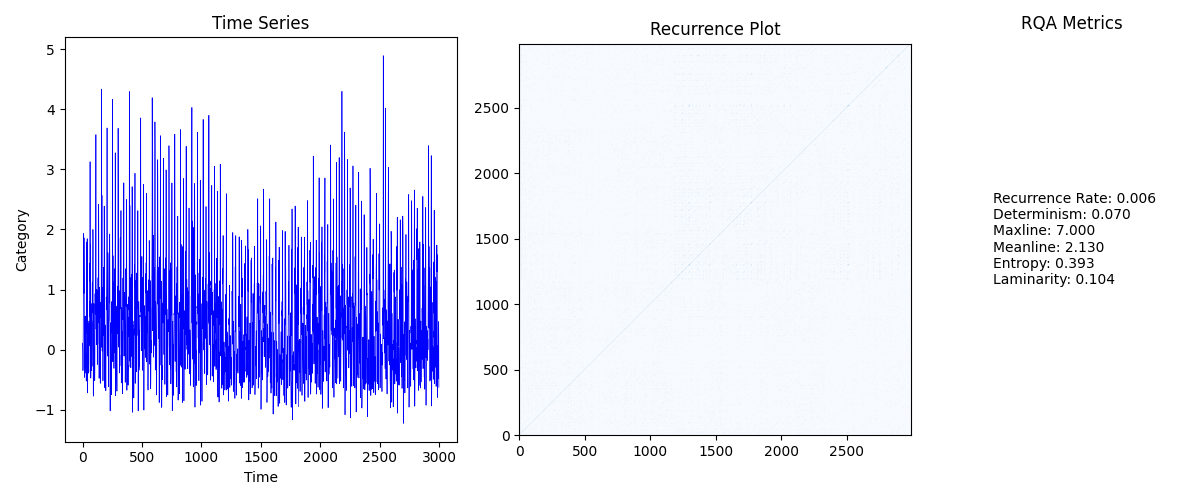 Time Series
Category
5
4
3
2
1
0
−1
0 500 1000 1500 2000 2500 3000
Time
Recurrence Plot
2500
2000
1500
1000
500
0
0 500 1000 1500 2000 2500
RQA Metrics
Recurrence Rate: 0.006
Determinism: 0.070
Maxline: 7.000
Meanline: 2.130
Entropy: 0.393
Laminarity: 0.104